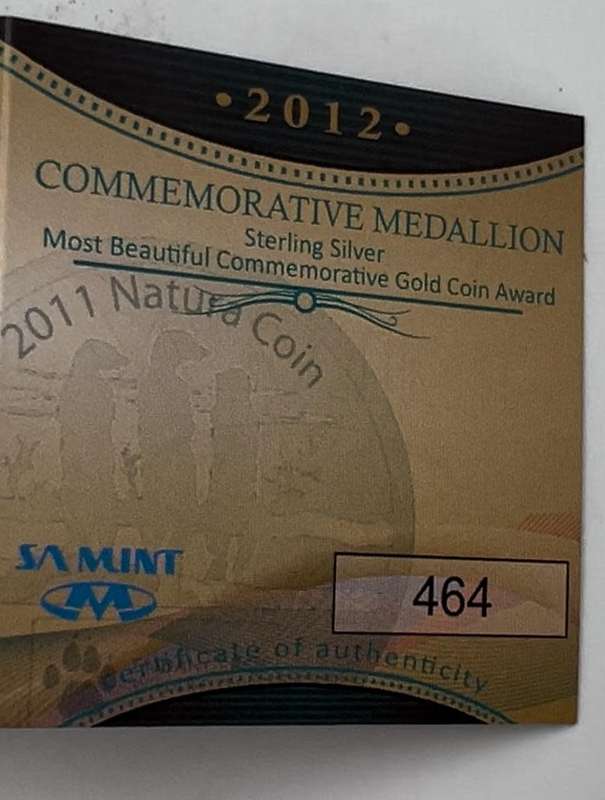 •2012•
COMMEMORATIVE MEDALLION
Sterling Silver
Most Beautiful Commemorative Gold Coin Award
2011 Natura Coin
SA MINT
464
certificate of authenticity